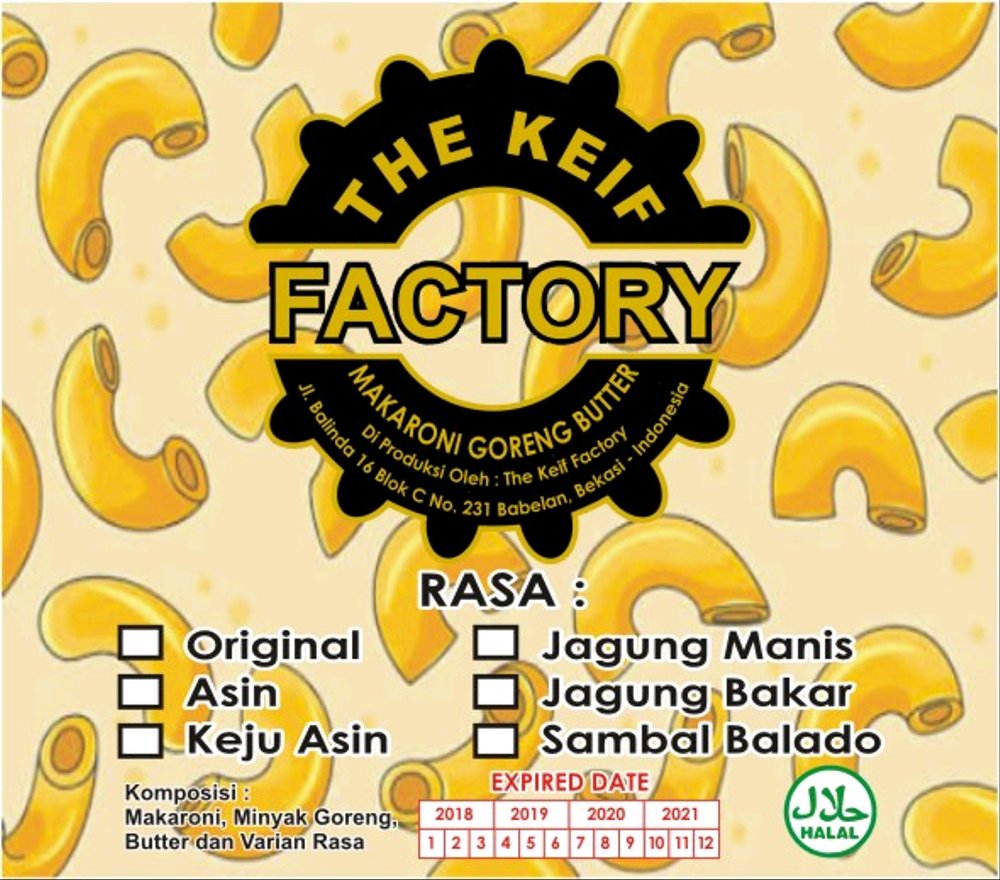 THE KEIF
FACTORY
MAKARONI GORENG BUTTER
Di Produksi Oleh : The Keif Factory
Jl. Balinda 16 Blok C No. 231 Babelan, Bekasi - Indonesia
RASA :
Original
Asin
Keju Asin
Jagung Manis
Jagung Bakar
Sambal Balado
Komposisi :
Makaroni, Minyak Goreng,
Butter dan Varian Rasa
EXPIRED DATE
2018 2019 2020 2021
1 2 3 4 5 6 7 8 9 10 11 12
حلال
HALAL